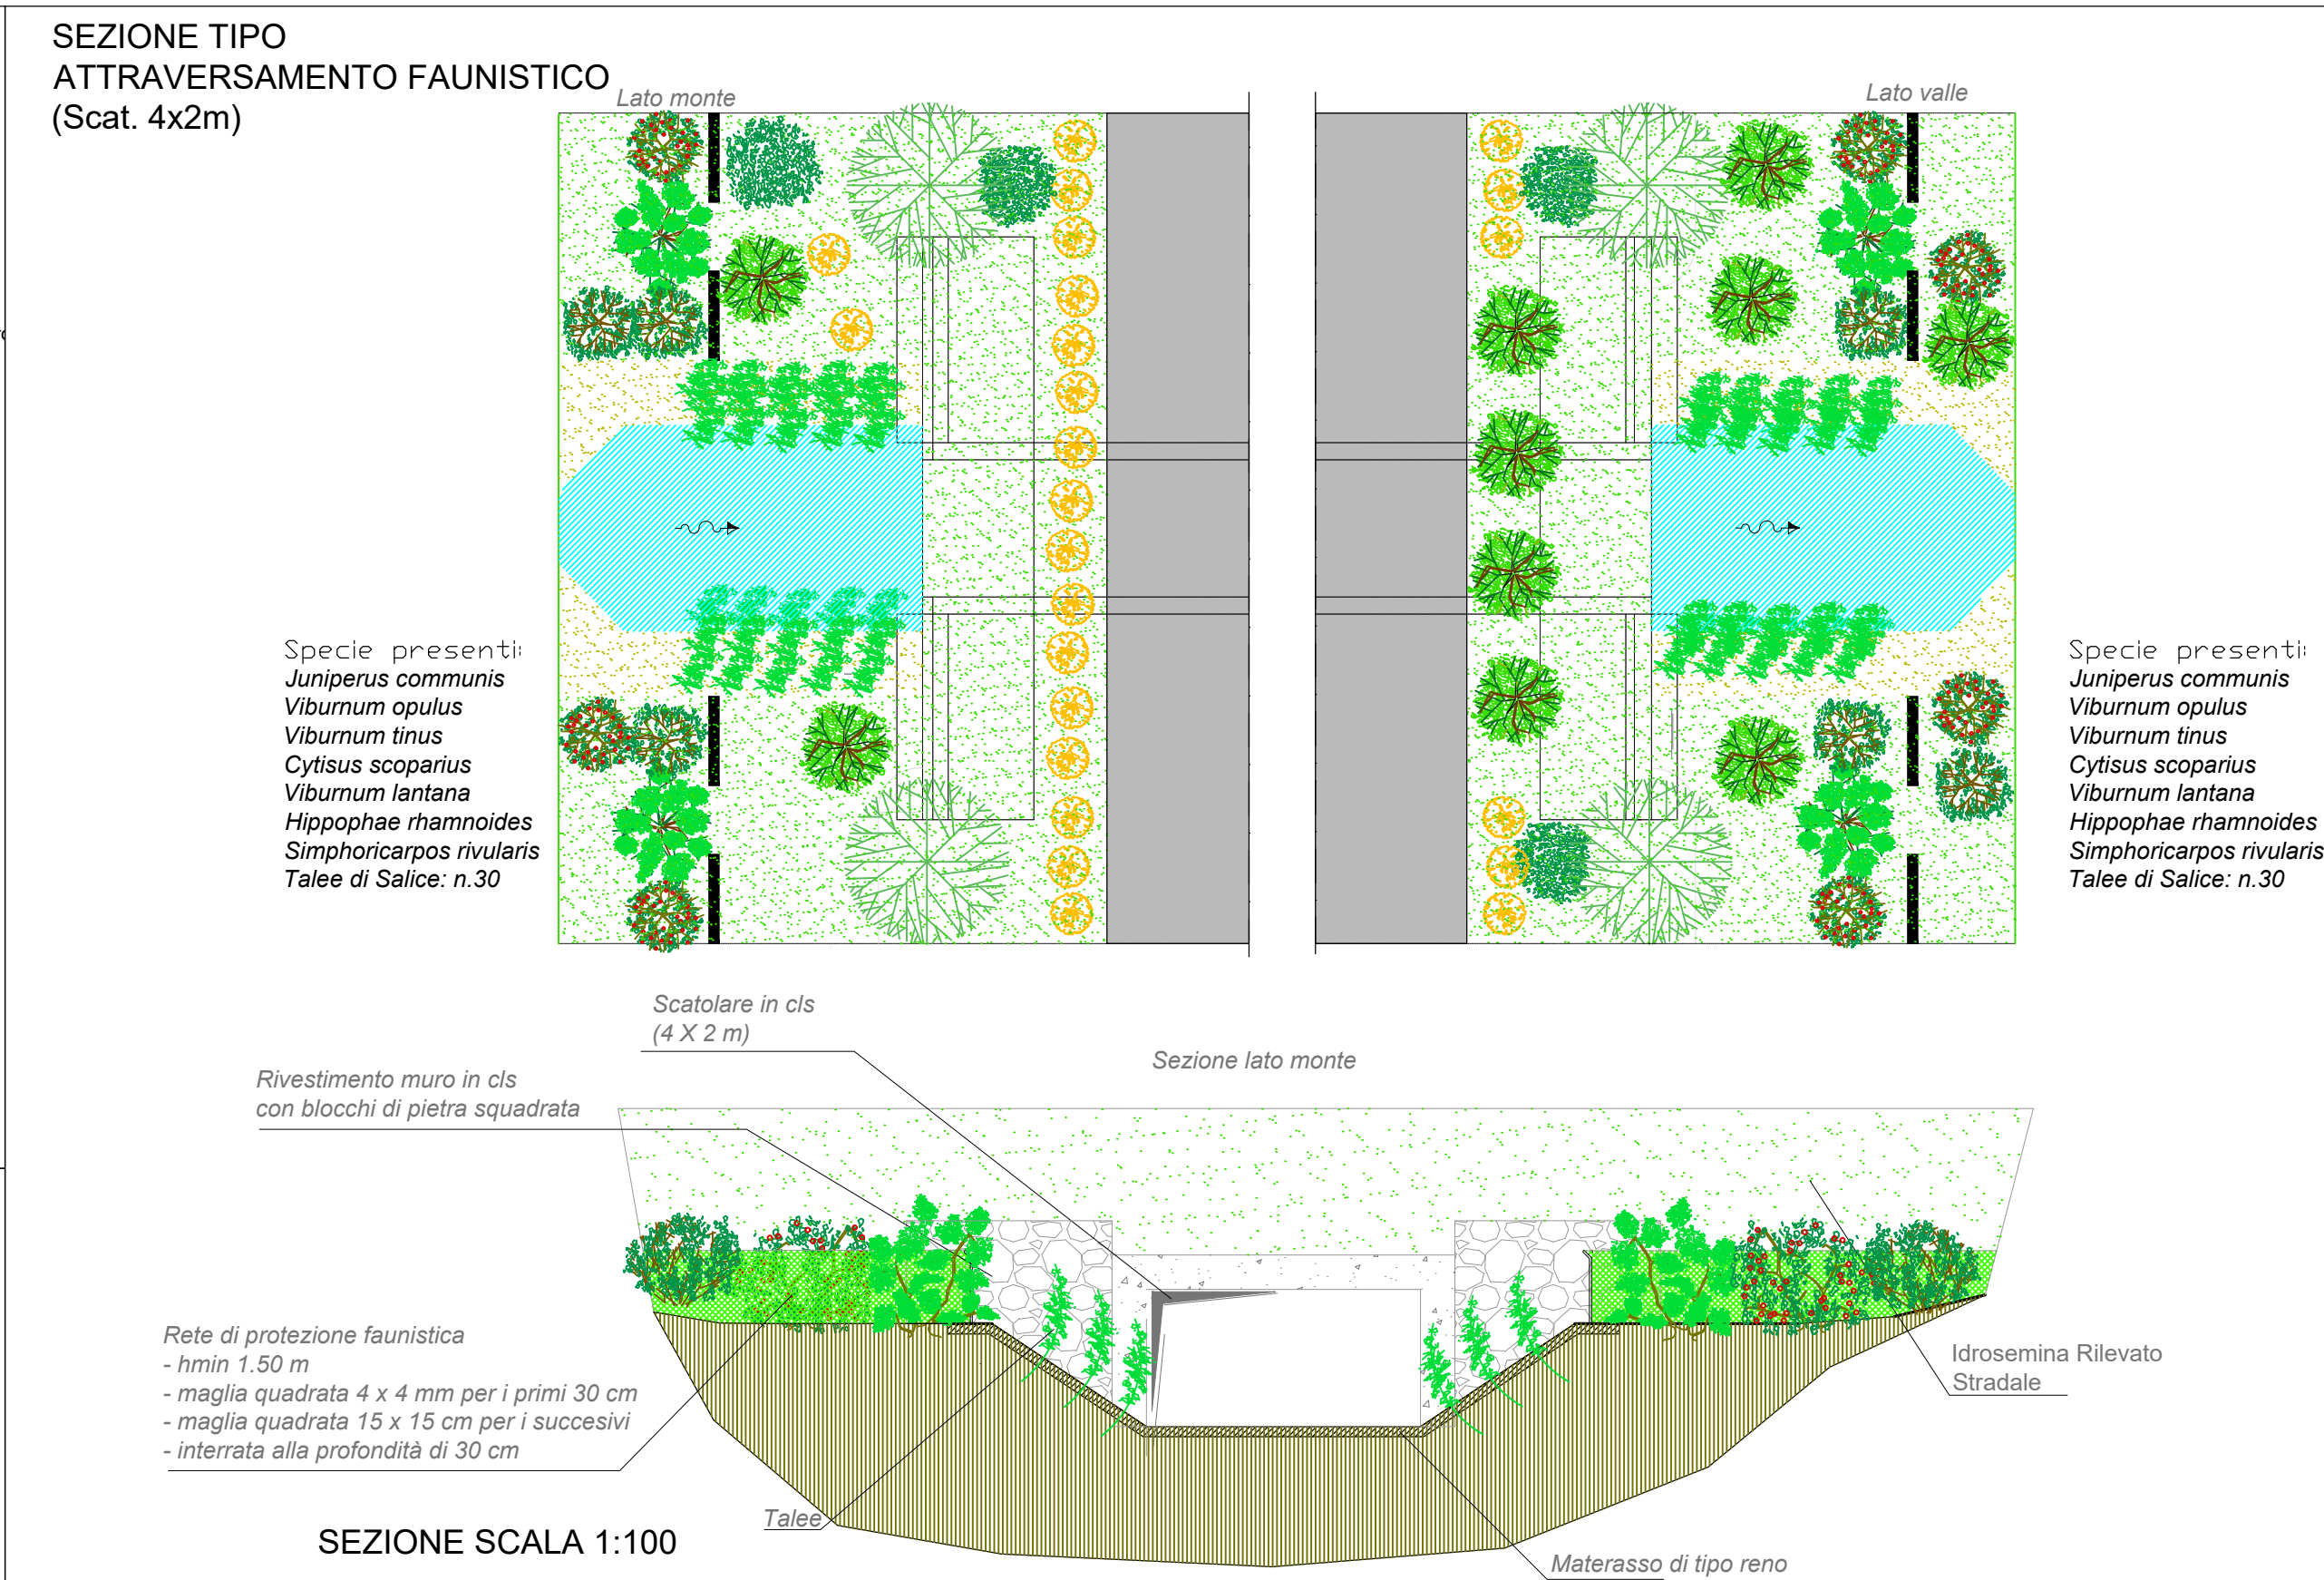 SEZIONE TIPO
ATTRAVERSAMENTO FAUNISTICO
(Scat. 4x2m)
Lato monte
Lato valle
Specie presenti:
Juniperus communis
Viburnum opulus
Viburnum tinus
Cytisus scoparius
Viburnum lantana
Hippophae rhamnoides
Simphoricarpos rivularis
Talee di Salice: n.30
Specie presenti:
Juniperus communis
Viburnum opulus
Viburnum tinus
Cytisus scoparius
Viburnum lantana
Hippophae rhamnoides
Simphoricarpos rivularis
Talee di Salice: n.30
Scatolare in cls
(4 X 2 m)
Sezione lato monte
Rivestimento muro in cls
con blocchi di pietra squadrata
Rete di protezione faunistica
- hmin 1.50 m
- maglia quadrata 4 x 4 mm per i primi 30 cm
- maglia quadrata 15 x 15 cm per i succesivi
- interrata alla profondità di 30 cm
Idrosemina Rilevato
Stradale
Talee
SEZIONE SCALA 1:100
Materasso di tipo reno